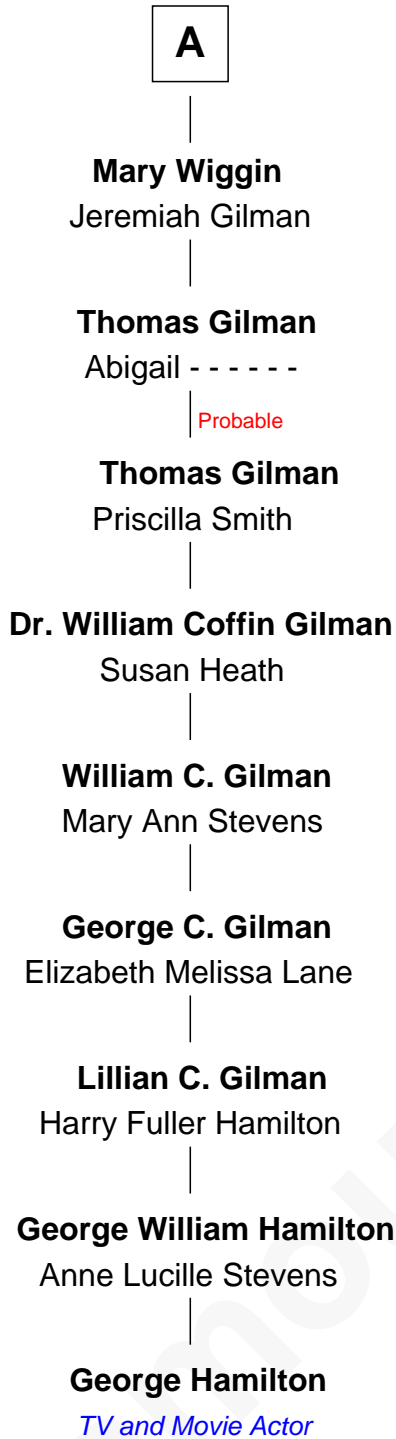 A
Mary Wiggin
Jeremiah Gilman
Thomas Gilman
Abigail - - - - - -
Probable
Thomas Gilman
Priscilla Smith
Dr. William Coffin Gilman
Susan Heath
William C. Gilman
Mary Ann Stevens
George C. Gilman
Elizabeth Melissa Lane
Lillian C. Gilman
Harry Fuller Hamilton
George William Hamilton
Anne Lucille Stevens
George Hamilton
TV and Movie Actor